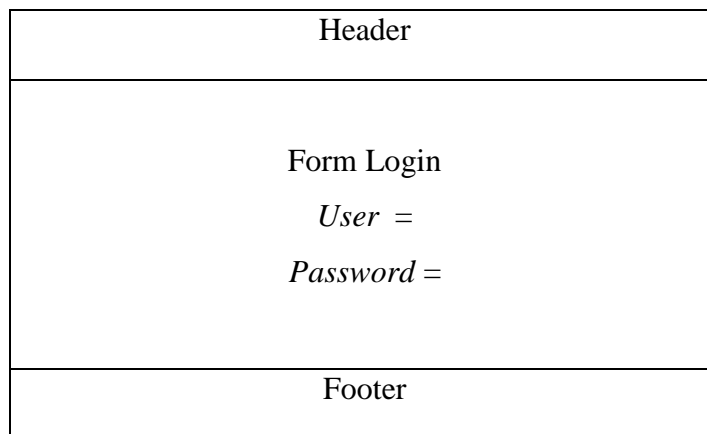 Header
Form Login
User =
Password =
Footer